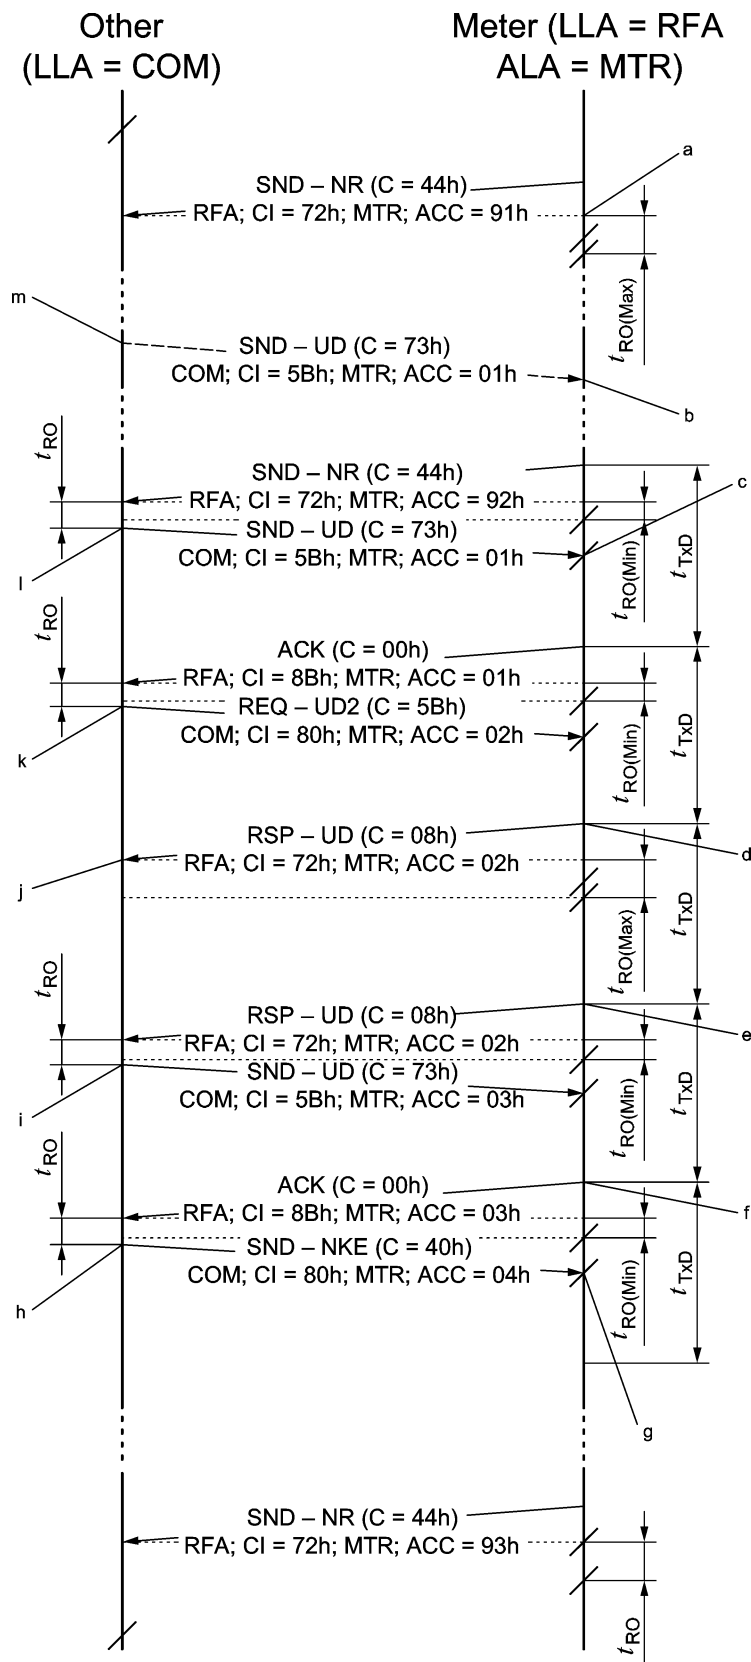 Other
(LLA = COM)
Meter (LLA = RFA
ALA = MTR)
a
SND – NR (C = 44h)
RFA; CI = 72h; MTR; ACC = 91h
tRO(Max)
m
SND – UD (C = 73h)
COM; CI = 5Bh; MTR; ACC = 01h
b
tRO
SND – NR (C = 44h)
RFA; CI = 72h; MTR; ACC = 92h
c
SND – UD (C = 73h)
COM; CI = 5Bh; MTR; ACC = 01h
l
tRO(Min)
tTxD
tRO
ACK (C = 00h)
RFA; CI = 8Bh; MTR; ACC = 01h
REQ – UD2 (C = 5Bh)
COM; CI = 80h; MTR; ACC = 02h
k
tRO(Min)
tTxD
RSP – UD (C = 08h)
RFA; CI = 72h; MTR; ACC = 02h
d
j
tRO(Max)
tTxD
tRO
RSP – UD (C = 08h)
RFA; CI = 72h; MTR; ACC = 02h
e
SND – UD (C = 73h)
COM; CI = 5Bh; MTR; ACC = 03h
i
tRO(Min)
tTxD
tRO
ACK (C = 00h)
RFA; CI = 8Bh; MTR; ACC = 03h
f
SND – NKE (C = 40h)
COM; CI = 80h; MTR; ACC = 04h
h
tRO(Min)
tTxD
g
SND – NR (C = 44h)
RFA; CI = 72h; MTR; ACC = 93h
tRO